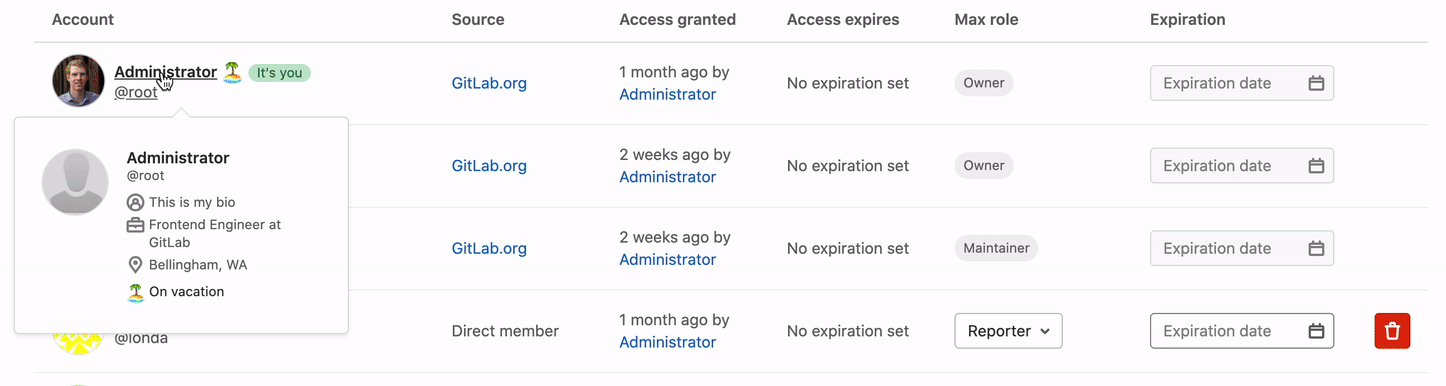 Account Source Access granted Access expires Max role Expiration
Administrator 🏝️ It's you
@root
GitLab.org
1 month ago by
Administrator
No expiration set
Owner
Expiration date
Administrator
@root
This is my bio
Frontend Engineer at
GitLab
Bellingham, WA
🏝️ On vacation
GitLab.org
2 weeks ago by
Administrator
No expiration set
Owner
Expiration date
GitLab.org
2 weeks ago by
Administrator
No expiration set
Maintainer
Expiration date
@londa
Direct member
1 month ago by
Administrator
No expiration set
Reporter
Expiration date